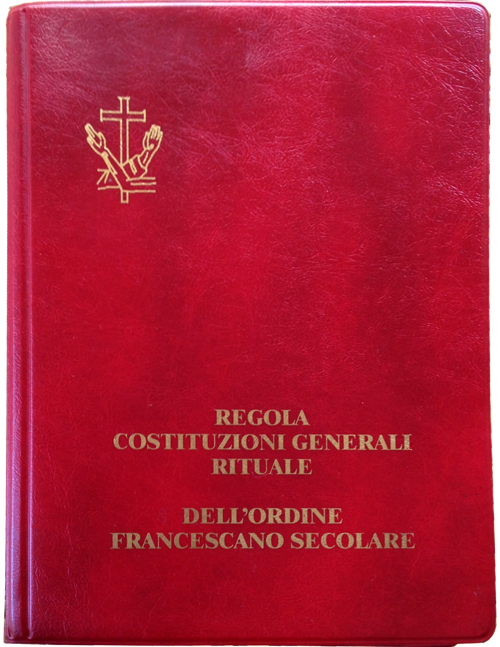 REGOLA
COSTITUZIONI GENERALI
RITUALE
DELL'ORDINE
FRANCESCANO SECOLARE